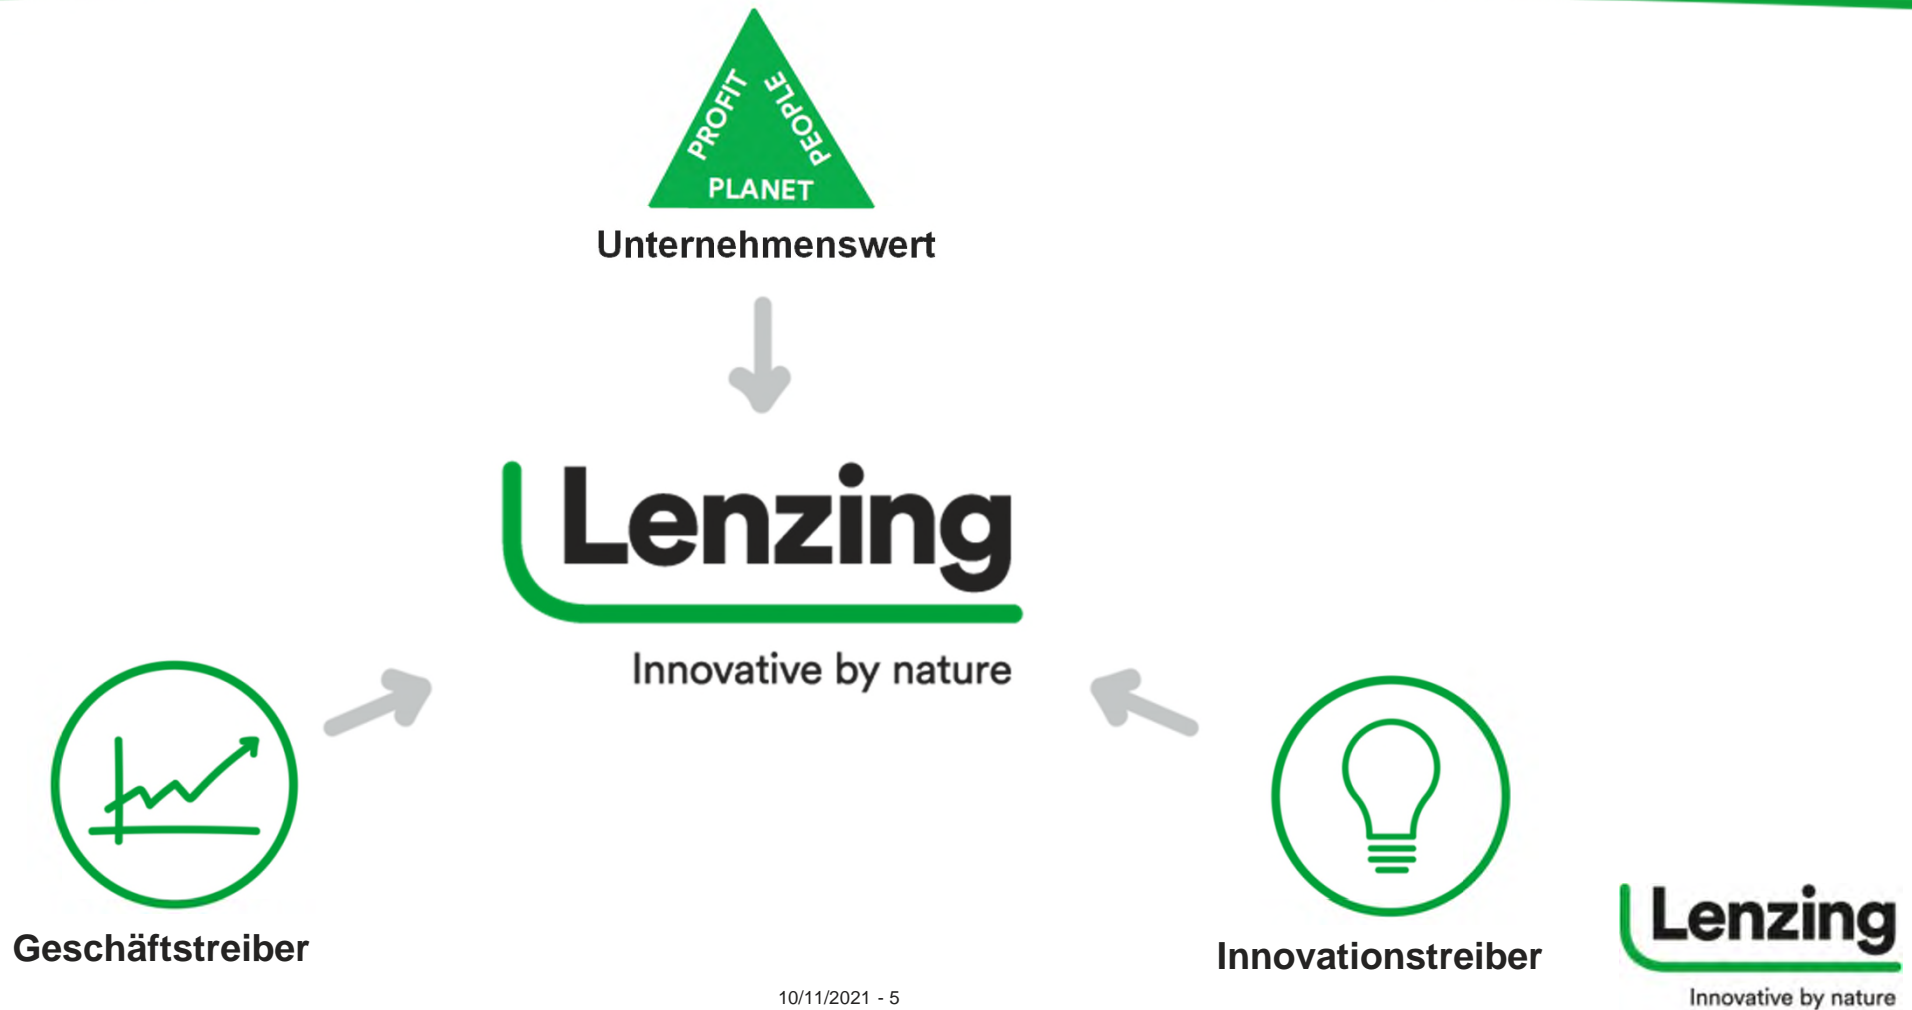 PROFIT
PEOPLE
PLANET
Unternehmenswert
Lenzing
Innovative by nature
Geschäftstreiber
Innovationstreiber
Lenzing
Innovative by nature
10/11/2021 - 5